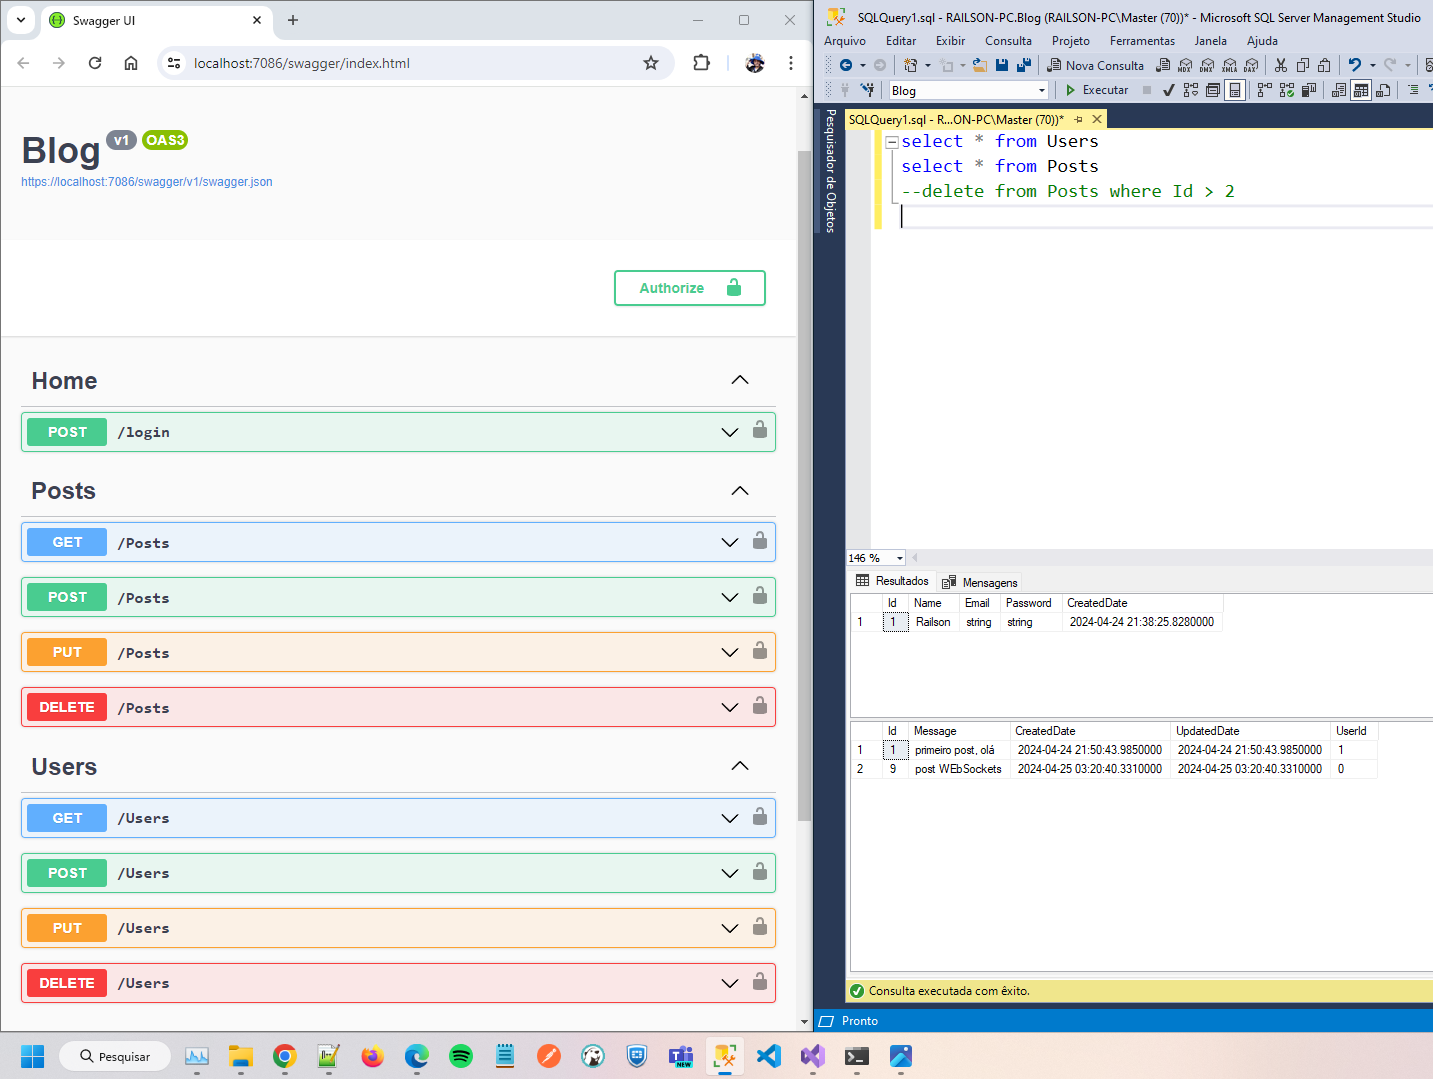 Swagger UI
localhost:7086/swagger/index.html
Blog v1 OAS3
https://localhost:7086/swagger/v1/swagger.json
Authorize
Home
POST /login
Posts
GET /Posts
POST /Posts
PUT /Posts
DELETE /Posts
Users
GET /Users
POST /Users
PUT /Users
DELETE /Users
SQLQuery1.sql - RAILSON-PC.Blog (RAILSON-PC\Master (70))* - Microsoft SQL Server Management Studio
Arquivo Editar Exibir Consulta Projeto Ferramentas Janela Ajuda
Nova Consulta MDX DMX XMLA DAX
Blog Executar
Pesquisador de Objetos
SQLQuery1.sql - R...ON-PC\Master (70))*
select * from Users
select * from Posts
--delete from Posts where Id > 2
146 %
Resultados Mensagens
Id Name Email Password CreatedDate
1 1 Railson string string 2024-04-24 21:38:25.8280000
Id Message CreatedDate UpdatedDate UserId
1 1 primeiro post, olá 2024-04-24 21:50:43.9850000 2024-04-24 21:50:43.9850000 1
2 9 post WEbSockets 2024-04-25 03:20:40.3310000 2024-04-25 03:20:40.3310000 0
Consulta executada com êxito.
Pronto
Pesquisar
NEW